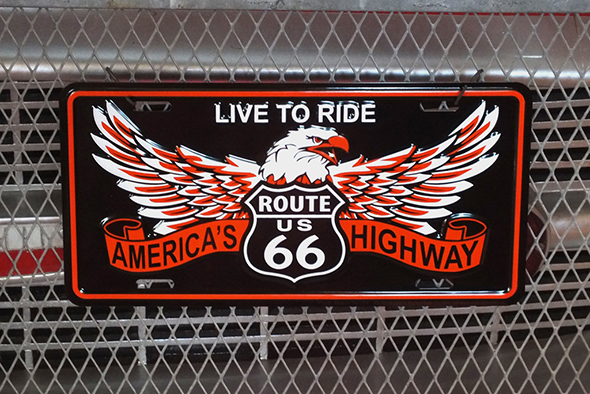 LIVE TO RIDE
ROUTE
US
66
AMERICA'S HIGHWAY